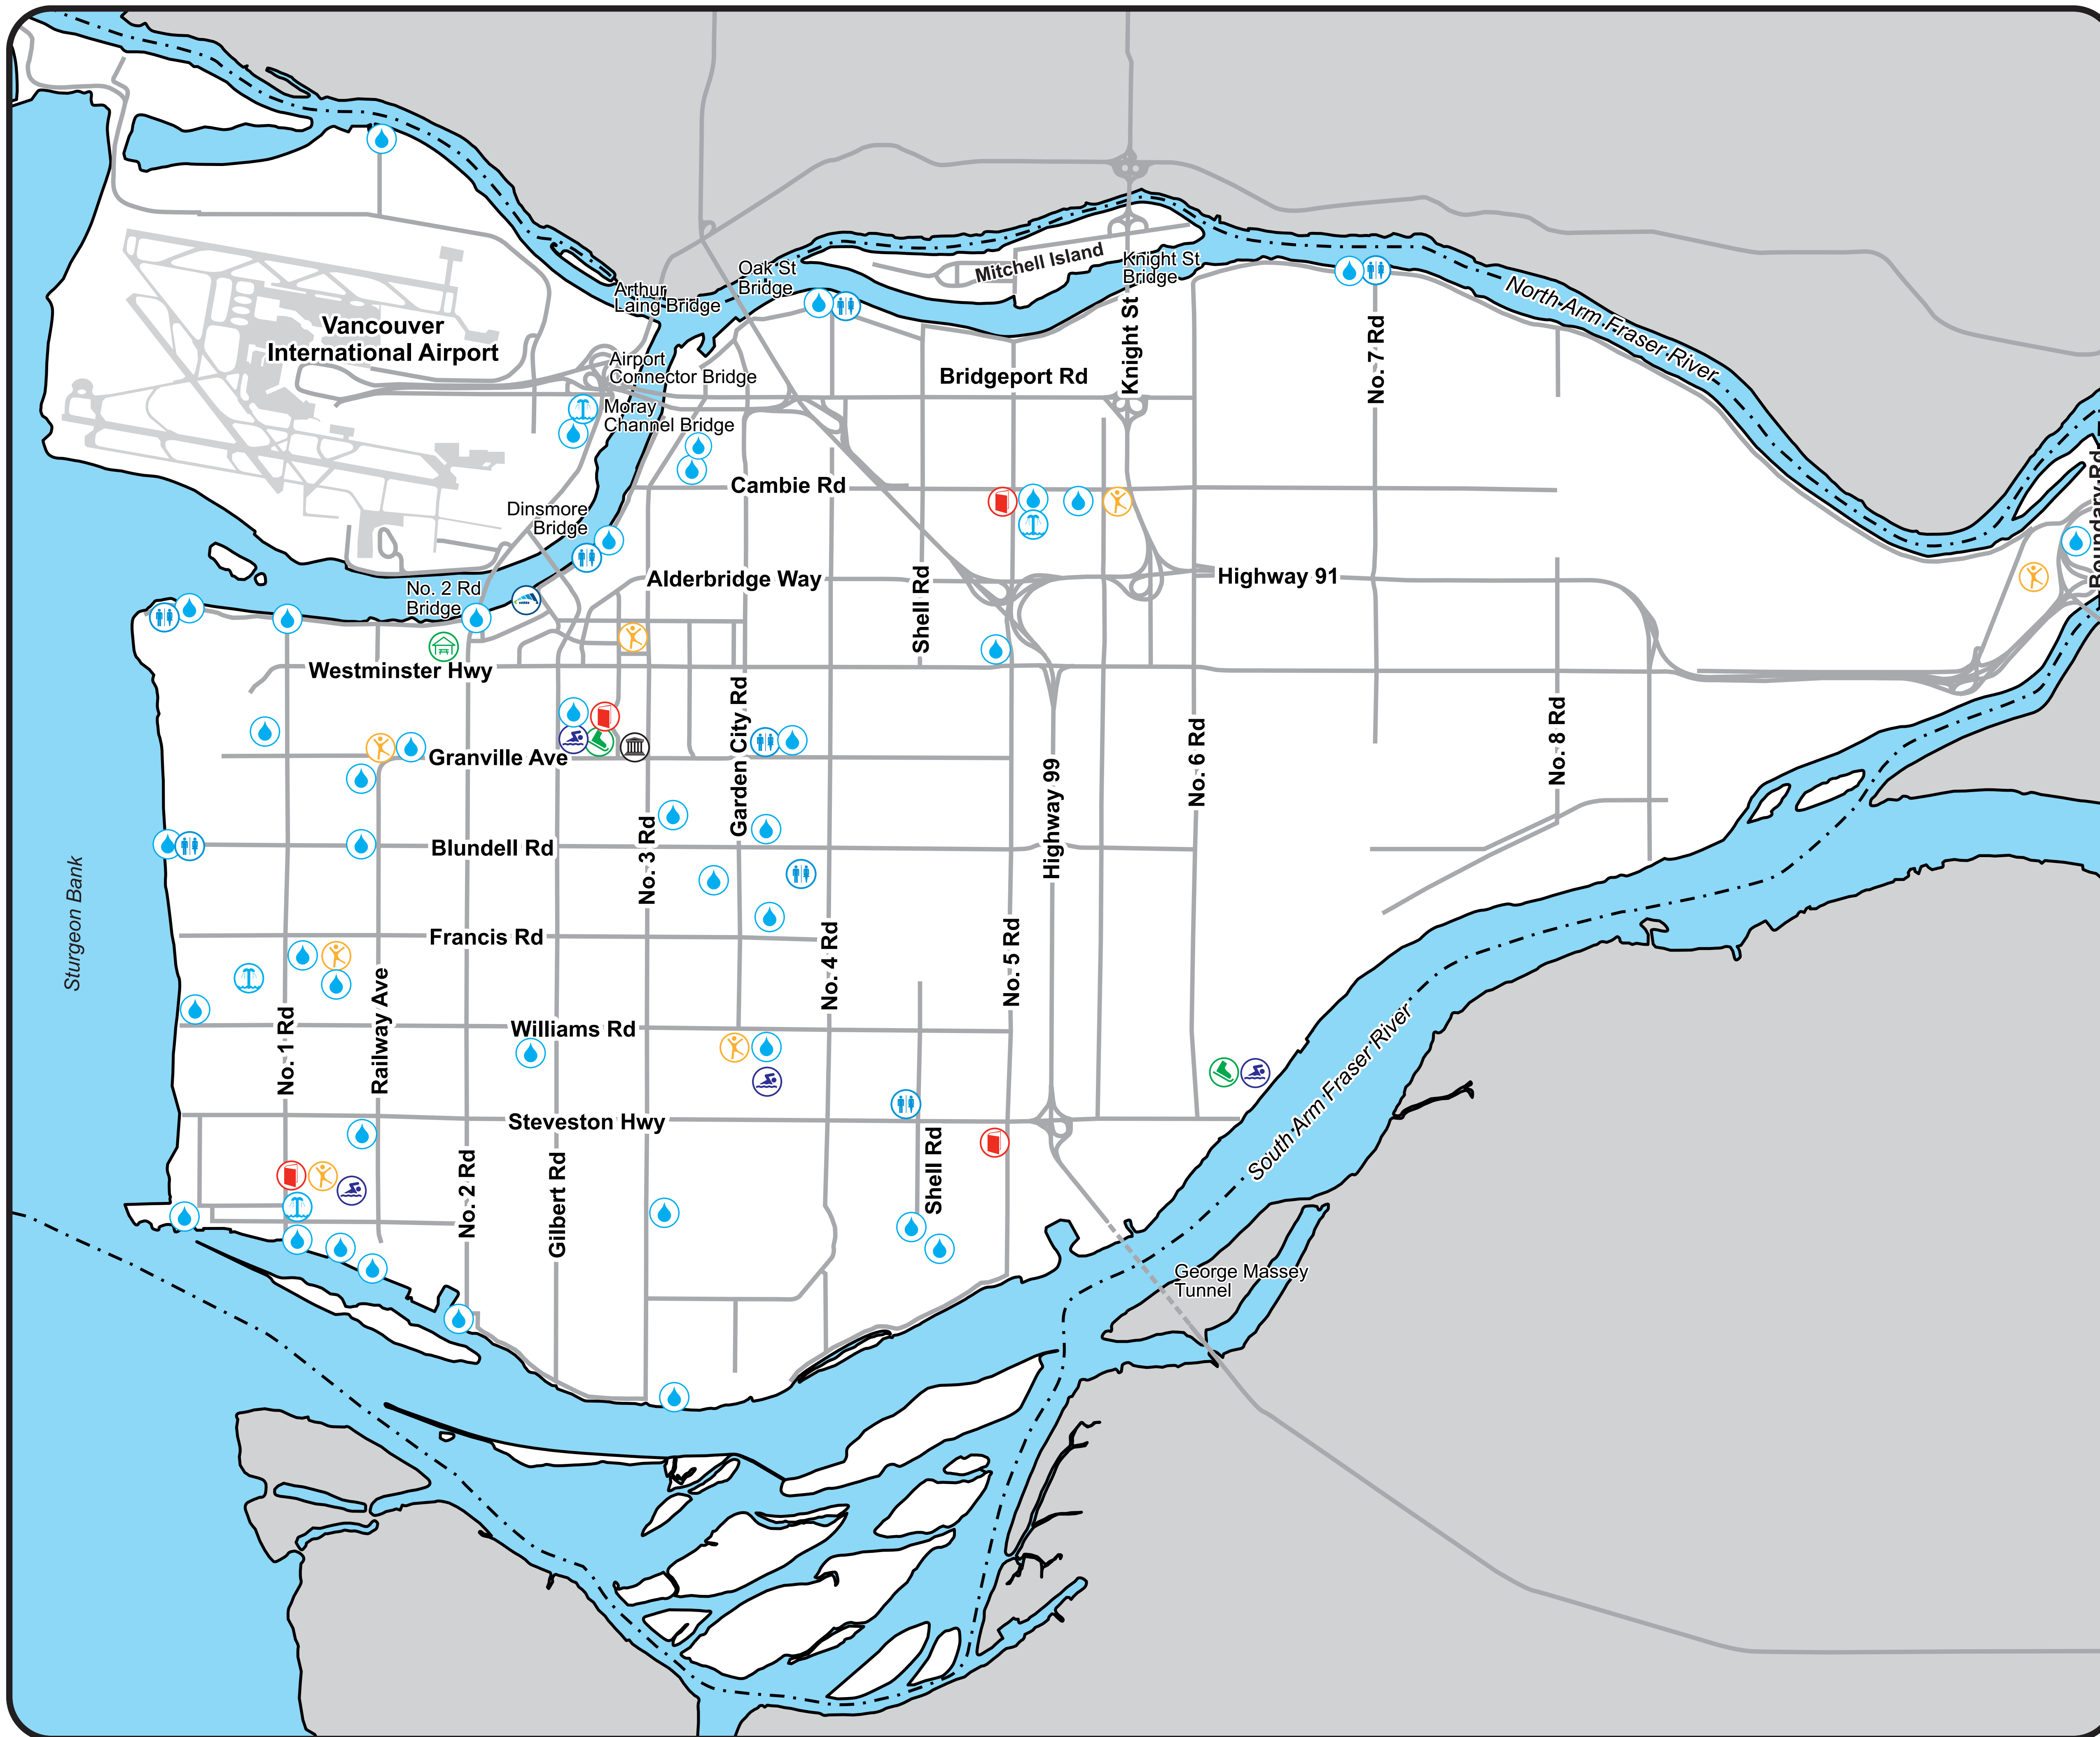 Oak St
Bridge
Mitchell Island
Knight St
Bridge
Arthur
Laing Bridge
North Arm Fraser River
Vancouver
International Airport
Airport
Connector Bridge
Knight St
No. 7 Rd
Bridgeport Rd
Moray
Channel Bridge
Cambie Rd
Boundary Rd
Dinsmore
Bridge
No. 2 Rd
Bridge
Alderbridge Way
Shell Rd
Highway 91
Westminster Hwy
Garden City Rd
No. 6 Rd
No. 8 Rd
Granville Ave
Highway 99
Blundell Rd
No. 3 Rd
Sturgeon Bank
Francis Rd
No. 4 Rd
No. 5 Rd
Railway Ave
No. 1 Rd
Williams Rd
South Arm Fraser River
Steveston Hwy
No. 2 Rd
Gilbert Rd
Shell Rd
George Massey
Tunnel